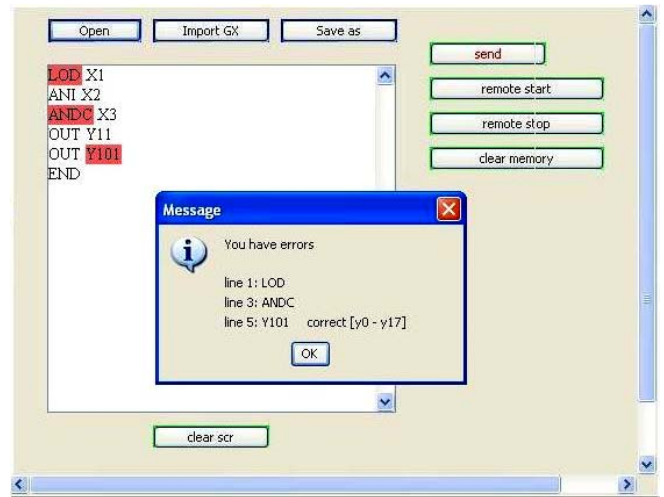 Open Import GX Save as
send
remote start
remote stop
clear memory
LOD X1
ANI X2
ANDC X3
OUT Y11
OUT Y101
END
Message
You have errors
line 1: LOD
line 3: ANDC
line 5: Y101 correct [y0 - y17]
OK
clear scr